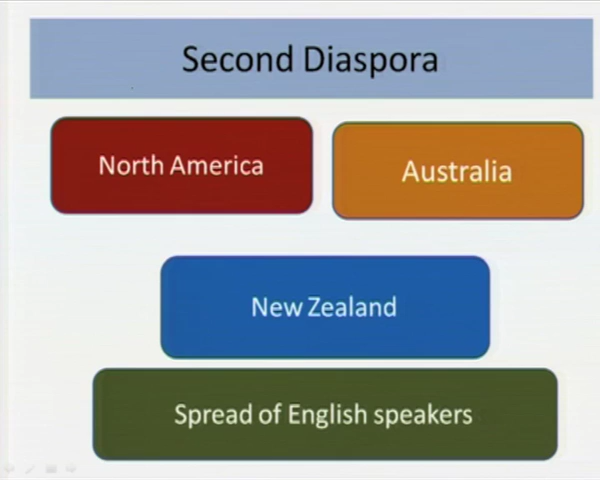 Second Diaspora
North America
Australia
New Zealand
Spread of English speakers